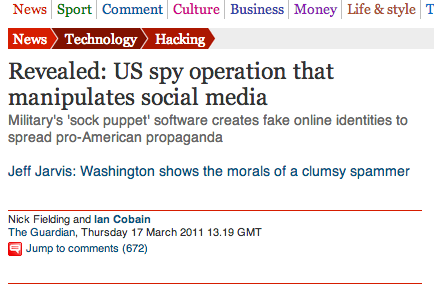 News Sport Comment Culture Business Money Life & style
News Technology Hacking
Revealed: US spy operation that
manipulates social media
Military's 'sock puppet' software creates fake online identities to
spread pro-American propaganda
Jeff Jarvis: Washington shows the morals of a clumsy spammer
Nick Fielding and Ian Cobain
The Guardian, Thursday 17 March 2011 13.19 GMT
Jump to comments (672)